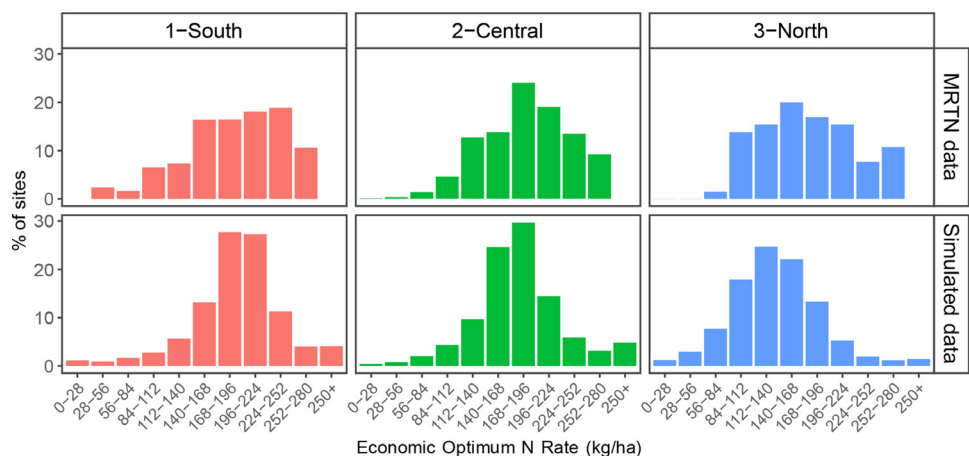 1-South 2-Central 3-North
% of sites
30
20
10
0
MRTN data
30
20
10
0
Simulated data
0-28 28-56 56-84 84-112 112-140 140-168 168-196 196-224 224-252 252-280 250+
0-28 28-56 56-84 84-112 112-140 140-168 168-196 196-224 224-252 252-280 250+
0-28 28-56 56-84 84-112 112-140 140-168 168-196 196-224 224-252 252-280 250+
Economic Optimum N Rate (kg/ha)